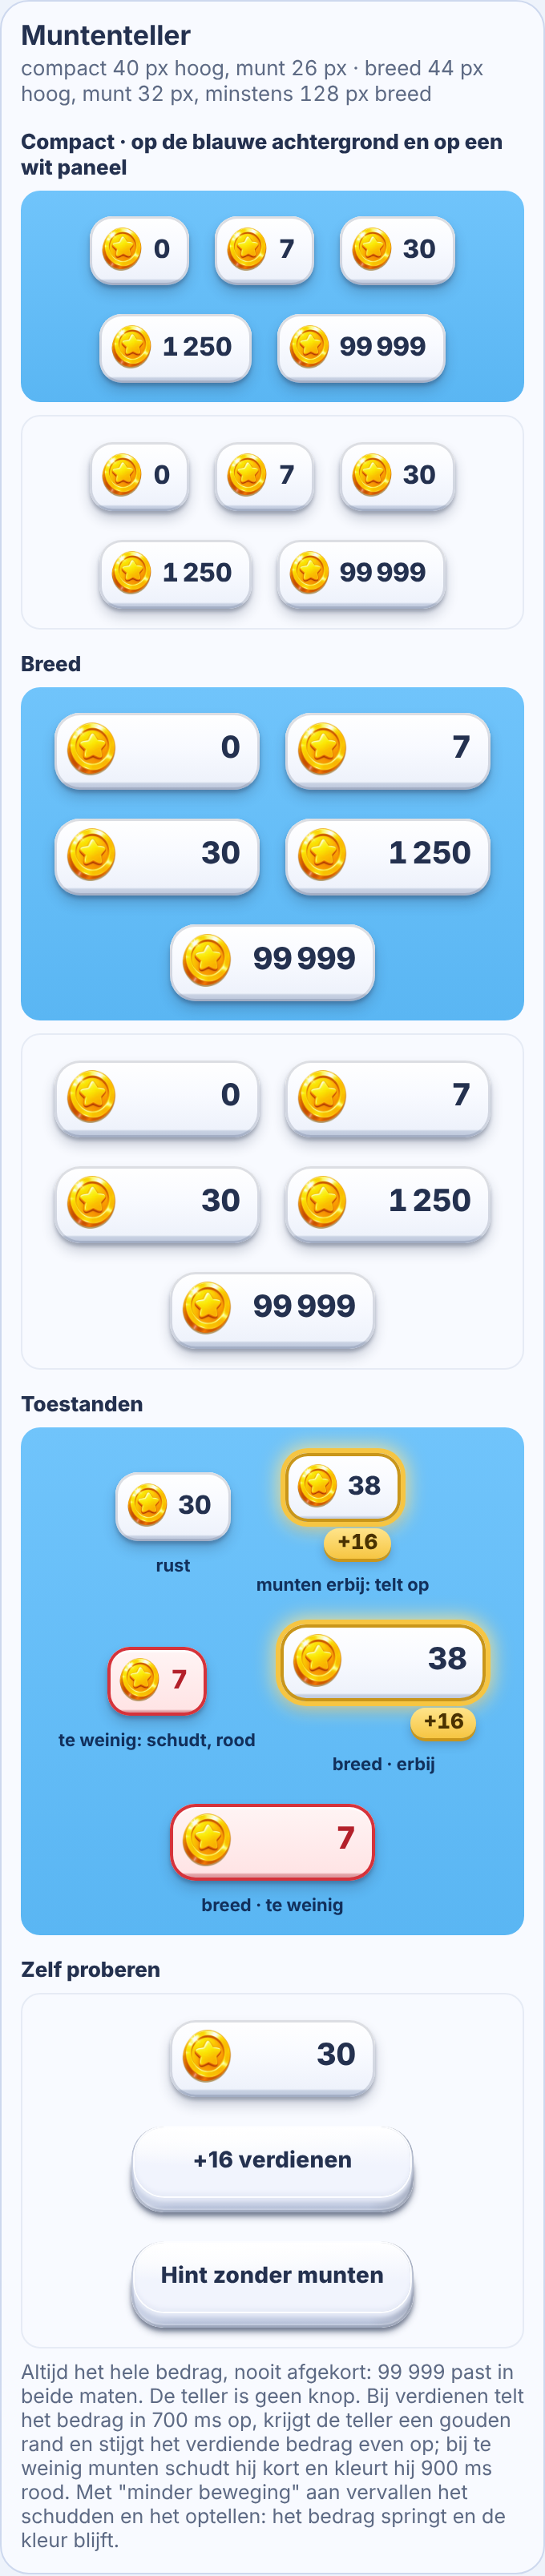 Muntenteller
compact 40 px hoog, munt 26 px · breed 44 px
hoog, munt 32 px, minstens 128 px breed
Compact · op de blauwe achtergrond en op een
wit paneel
0 7 30
1 250 99 999
0 7 30
1 250 99 999
Breed
0 7
30 1 250
99 999
0 7
30 1 250
99 999
Toestanden
30 38
+16
rust
munten erbij: telt op
7 38
+16
te weinig: schudt, rood
breed · erbij
7
breed · te weinig
Zelf proberen
30
+16 verdienen
Hint zonder munten
Altijd het hele bedrag, nooit afgekort: 99 999 past in
beide maten. De teller is geen knop. Bij verdienen telt
het bedrag in 700 ms op, krijgt de teller een gouden
rand en stijgt het verdiende bedrag even op; bij te
weinig munten schudt hij kort en kleurt hij 900 ms
rood. Met "minder beweging" aan vervallen het
schudden en het optellen: het bedrag springt en de
kleur blijft.